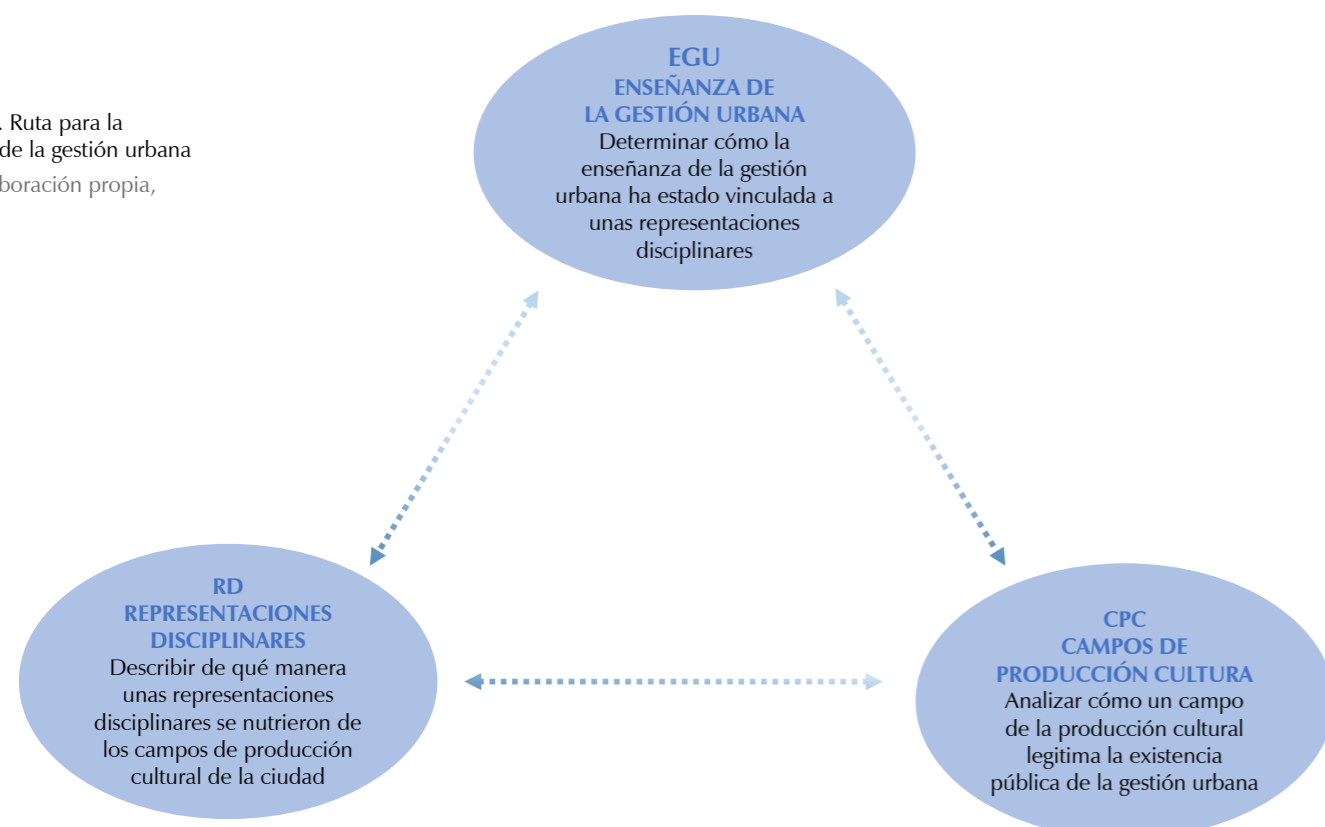 . Ruta para la
de la gestión urbana
boración propia,
EGU
ENSEÑANZA DE
LA GESTIÓN URBANA
Determinar cómo la
enseñanza de la gestión
urbana ha estado vinculada a
unas representaciones
disciplinares
RD
REPRESENTACIONES
DISCIPLINARES
Describir de qué manera
unas representaciones
disciplinares se nutrieron de
los campos de producción
cultural de la ciudad
CPC
CAMPOS DE
PRODUCCIÓN CULTURA
Analizar cómo un campo
de la producción cultural
legitima la existencia
pública de la gestión urbana